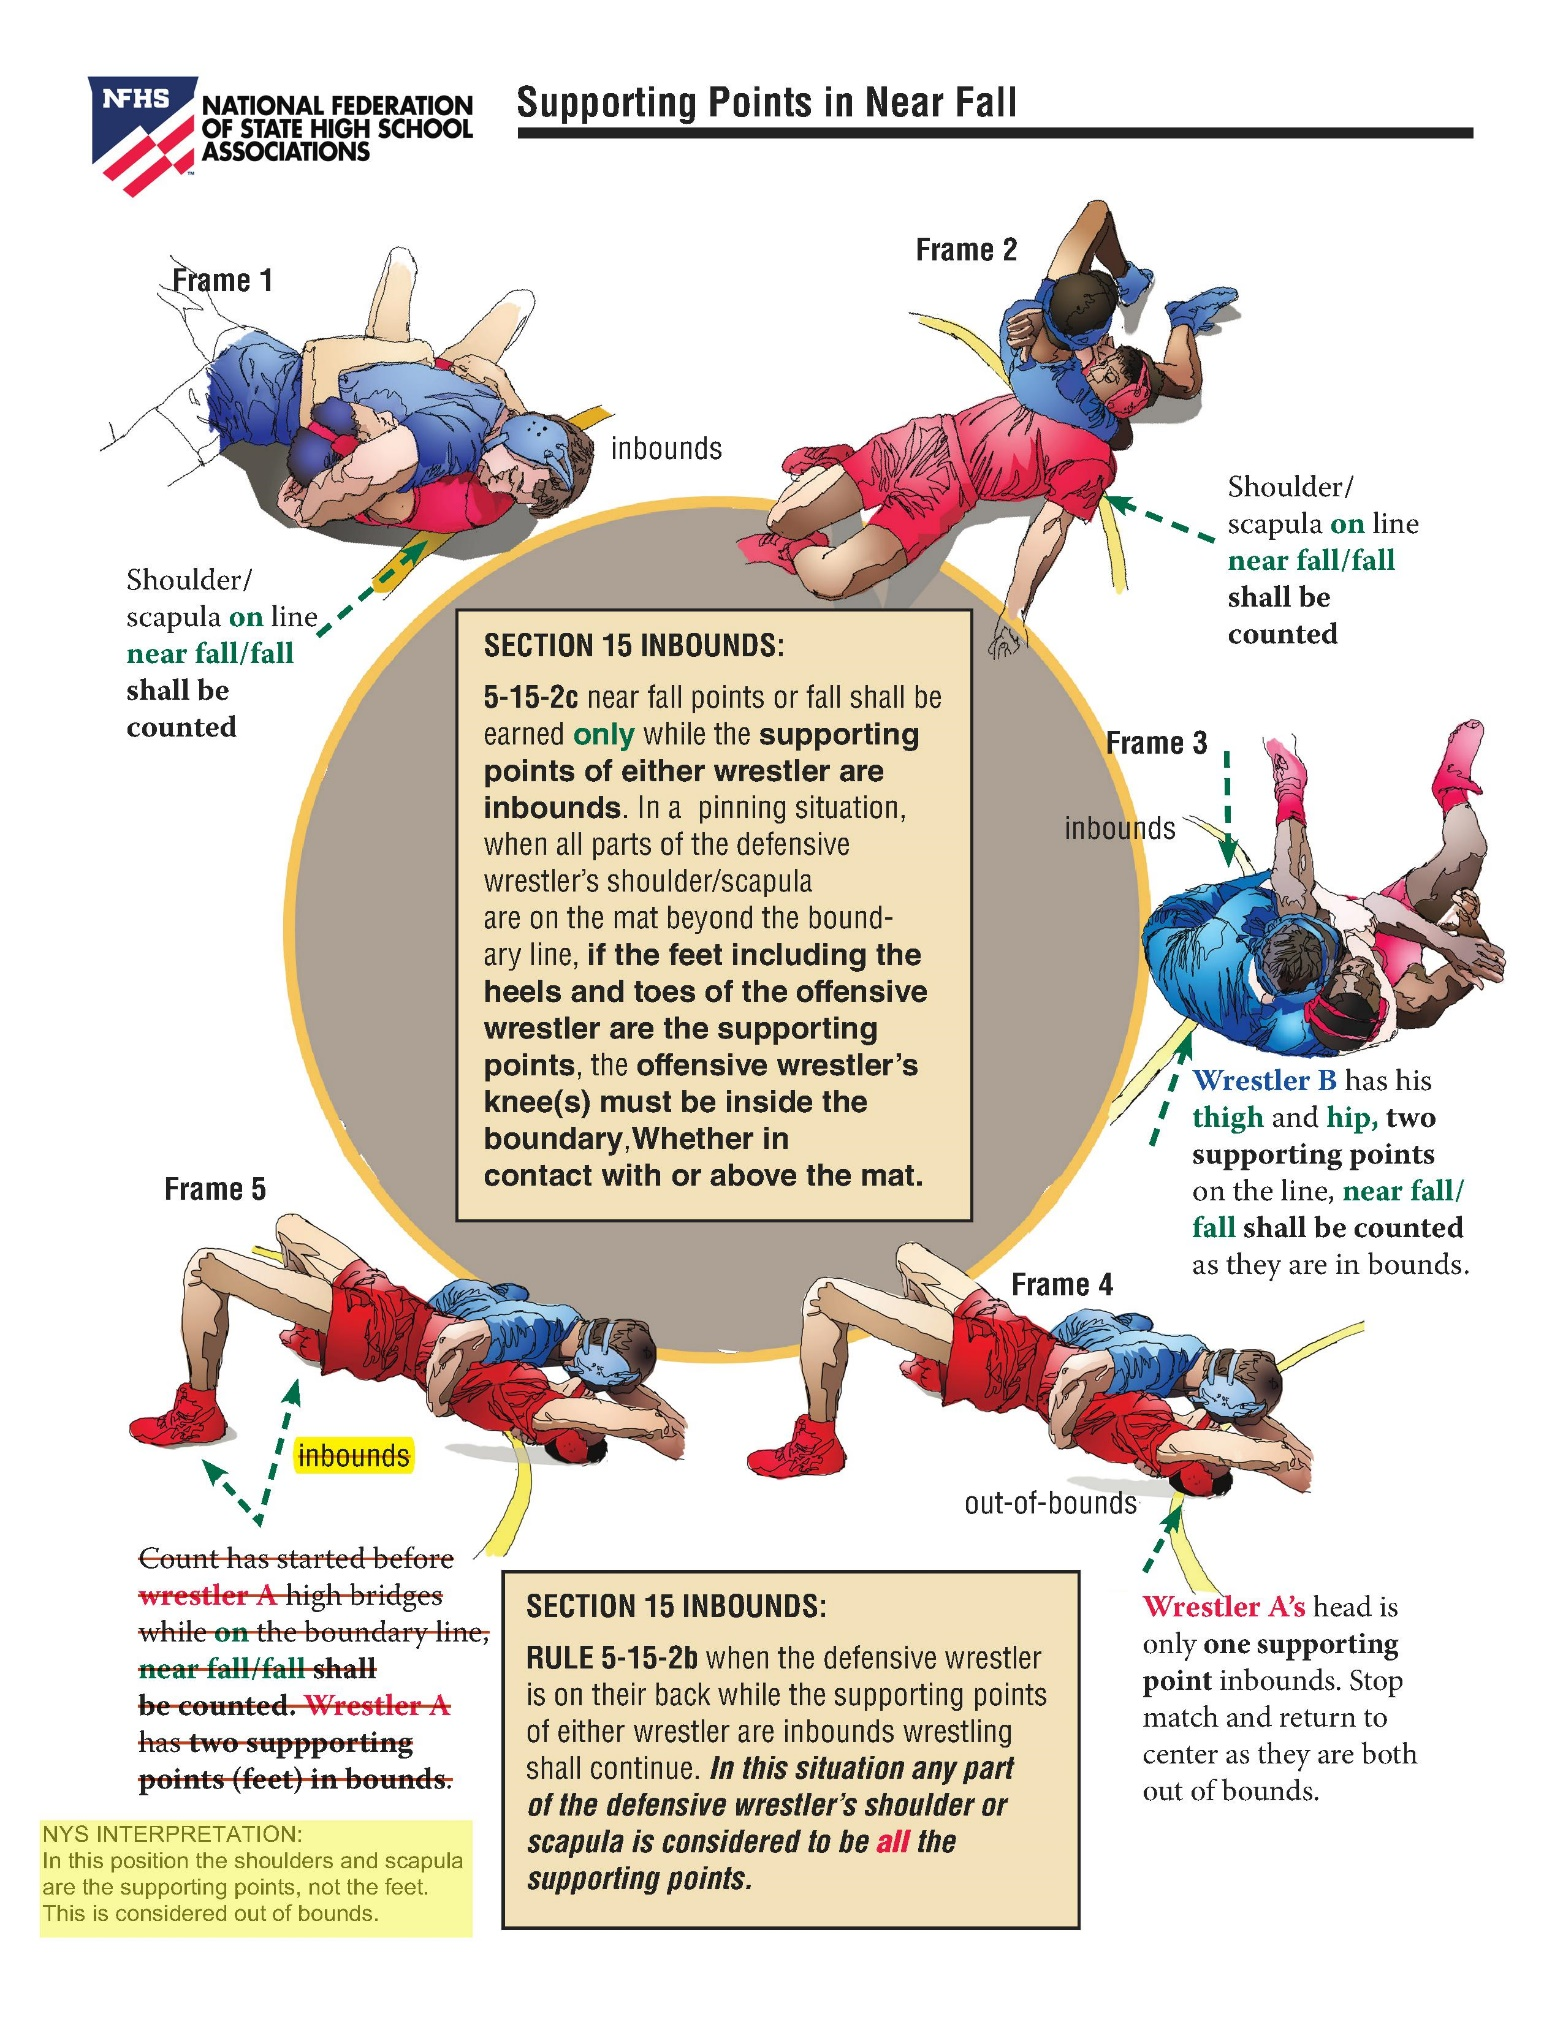 NFHS
NATIONAL FEDERATION
OF STATE HIGH SCHOOL
ASSOCIATIONS
™
Supporting Points in Near Fall
Frame 1
inbounds
Shoulder/
scapula on line
near fall/fall
shall be
counted
Frame 2
Shoulder/
scapula on line
near fall/fall
shall be
counted
SECTION 15 INBOUNDS:
5-15-2c near fall points or fall shall be
earned only while the supporting
points of either wrestler are
inbounds. In a pinning situation,
when all parts of the defensive
wrestler's shoulder/scapula
are on the mat beyond the bound-
ary line, if the feet including the
heels and toes of the offensive
wrestler are the supporting
points, the offensive wrestler's
knee(s) must be inside the
boundary,Whether in
contact with or above the mat.
Frame 3
inbounds
Wrestler B has his
thigh and hip, two
supporting points
on the line, near fall/
fall shall be counted
as they are in bounds.
Frame 5
inbounds
Count has started before
wrestler A high bridges
while on the boundary line,
near fall/fall shall
be counted. Wrestler A
has two suppporting
points (feet) in bounds.
NYS INTERPRETATION:
In this position the shoulders and scapula
are the supporting points, not the feet.
This is considered out of bounds.
Frame 4
out-of-bounds
Wrestler A's head is
only one supporting
point inbounds. Stop
match and return to
center as they are both
out of bounds.
SECTION 15 INBOUNDS:
RULE 5-15-2b when the defensive wrestler
is on their back while the supporting points
of either wrestler are inbounds wrestling
shall continue. In this situation any part
of the defensive wrestler's shoulder or
scapula is considered to be all the
supporting points.